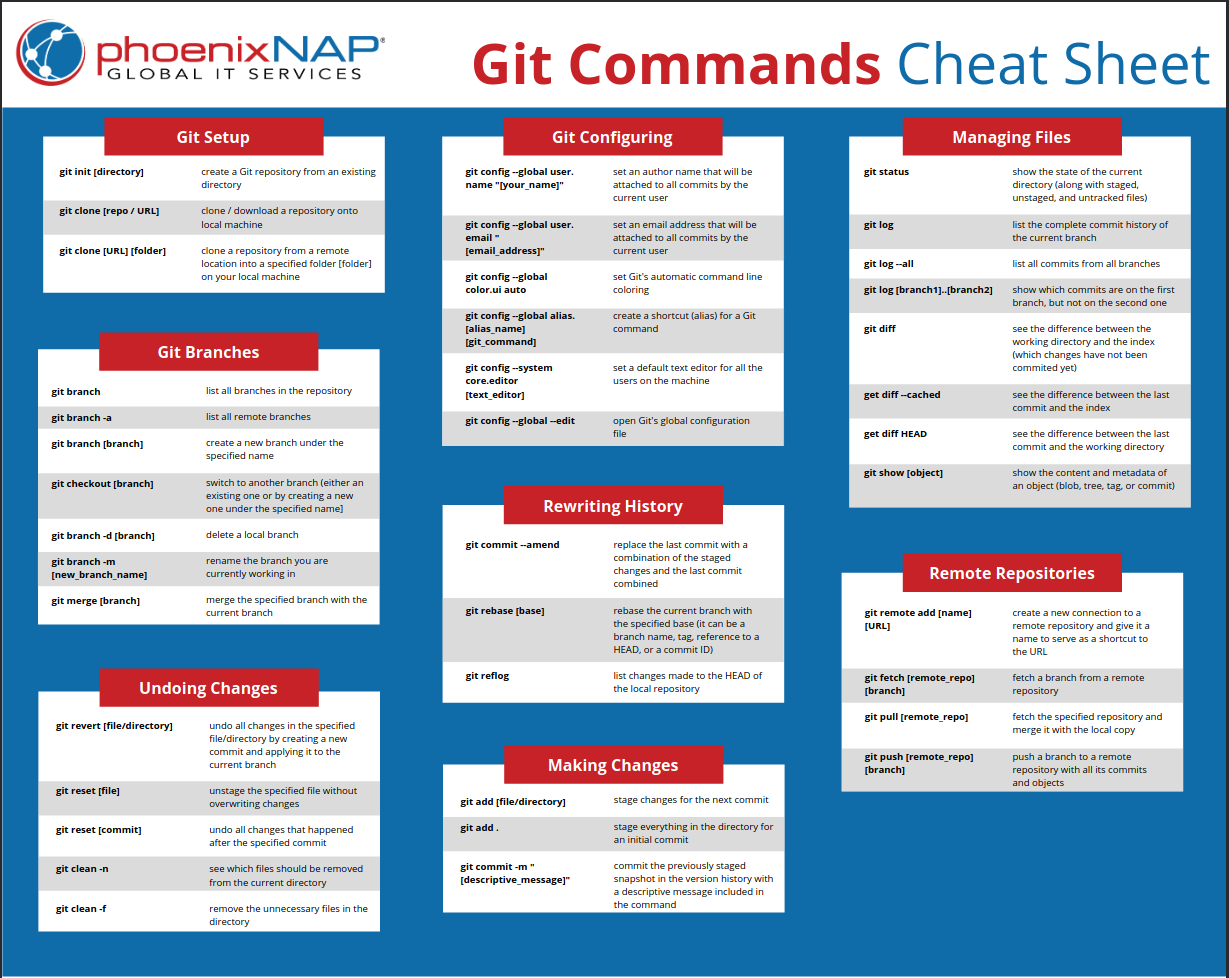 phoenixNAP®
GLOBAL IT SERVICES
Git Commands Cheat Sheet
Git Setup
git init [directory]
create a Git repository from an existing
directory
git clone [repo / URL]
clone / download a repository onto
local machine
git clone [URL] [folder]
clone a repository from a remote
location into a specified folder [folder]
on your local machine
Git Branches
git branch
list all branches in the repository
git branch -a
list all remote branches
git branch [branch]
create a new branch under the
specified name
git checkout [branch]
switch to another branch (either an
existing one or by creating a new
one under the specified name]
git branch -d [branch]
delete a local branch
git branch -m
[new_branch_name]
rename the branch you are
currently working in
git merge [branch]
merge the specified branch with the
current branch
Undoing Changes
git revert [file/directory]
undo all changes in the specified
file/directory by creating a new
commit and applying it to the
current branch
git reset [file]
unstage the specified file without
overwriting changes
git reset [commit]
undo all changes that happened
after the specified commit
git clean -n
see which files should be removed
from the current directory
git clean -f
remove the unnecessary files in the
directory
Git Configuring
git config --global user.
name "[your_name]"
set an author name that will be
attached to all commits by the
current user
git config --global user.
email "
[email_address]"
set an email address that will be
attached to all commits by the
current user
git config --global
color.ui auto
set Git's automatic command line
coloring
git config --global alias.
[alias_name]
[git_command]
create a shortcut (alias) for a Git
command
git config --system
core.editor
[text_editor]
set a default text editor for all the
users on the machine
git config --global --edit
open Git's global configuration
file
Rewriting History
git commit --amend
replace the last commit with a
combination of the staged
changes and the last commit
combined
git rebase [base]
rebase the current branch with
the specified base (it can be a
branch name, tag, reference to a
HEAD, or a commit ID)
git reflog
list changes made to the HEAD of
the local repository
Making Changes
git add [file/directory]
stage changes for the next commit
git add .
stage everything in the directory for
an initial commit
git commit -m "
[descriptive_message]"
commit the previously staged
snapshot in the version history with
a descriptive message included in
the command
Managing Files
git status
show the state of the current
directory (along with staged,
unstaged, and untracked files)
git log
list the complete commit history of
the current branch
git log --all
list all commits from all branches
git log [branch1]..[branch2]
show which commits are on the first
branch, but not on the second one
git diff
see the difference between the
working directory and the index
(which changes have not been
commited yet)
get diff --cached
see the difference between the last
commit and the index
get diff HEAD
see the difference between the last
commit and the working directory
git show [object]
show the content and metadata of
an object (blob, tree, tag, or commit)
Remote Repositories
git remote add [name]
[URL]
create a new connection to a
remote repository and give it a
name to serve as a shortcut to
the URL
git fetch [remote_repo]
[branch]
fetch a branch from a remote
repository
git pull [remote_repo]
fetch the specified repository and
merge it with the local copy
git push [remote_repo]
[branch]
push a branch to a remote
repository with all its commits
and objects